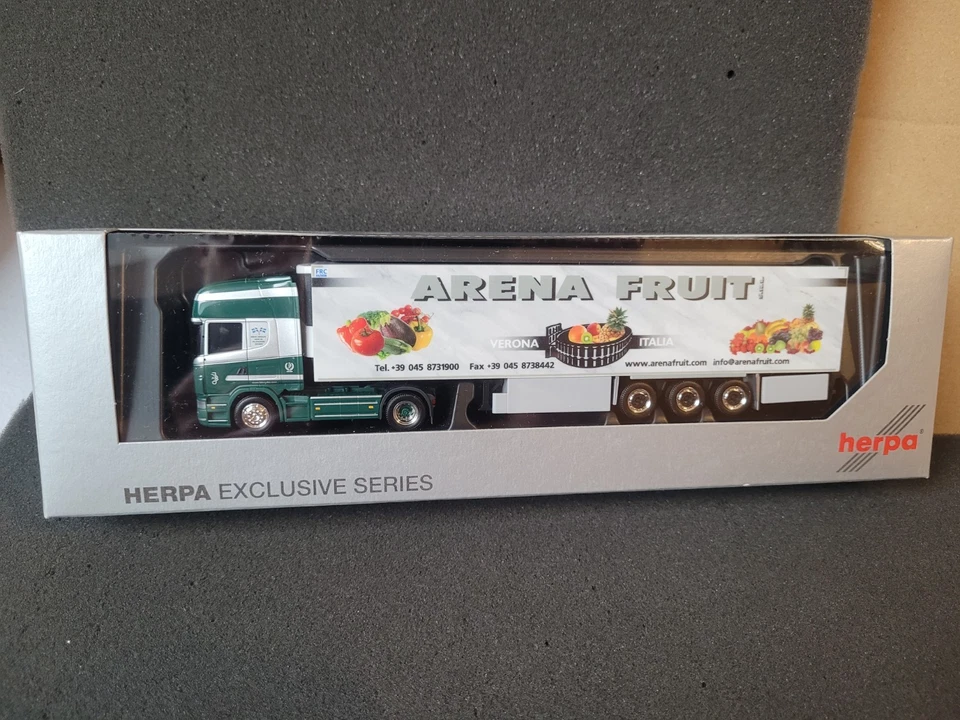 FRC
ARENA FRUIT
VERONA ITALIA
Tel.+39 045 8731900 Fax +39 045 8738442 www.arenafruit.com info@arenafruit.com
herpa®
HERPA EXCLUSIVE SERIES